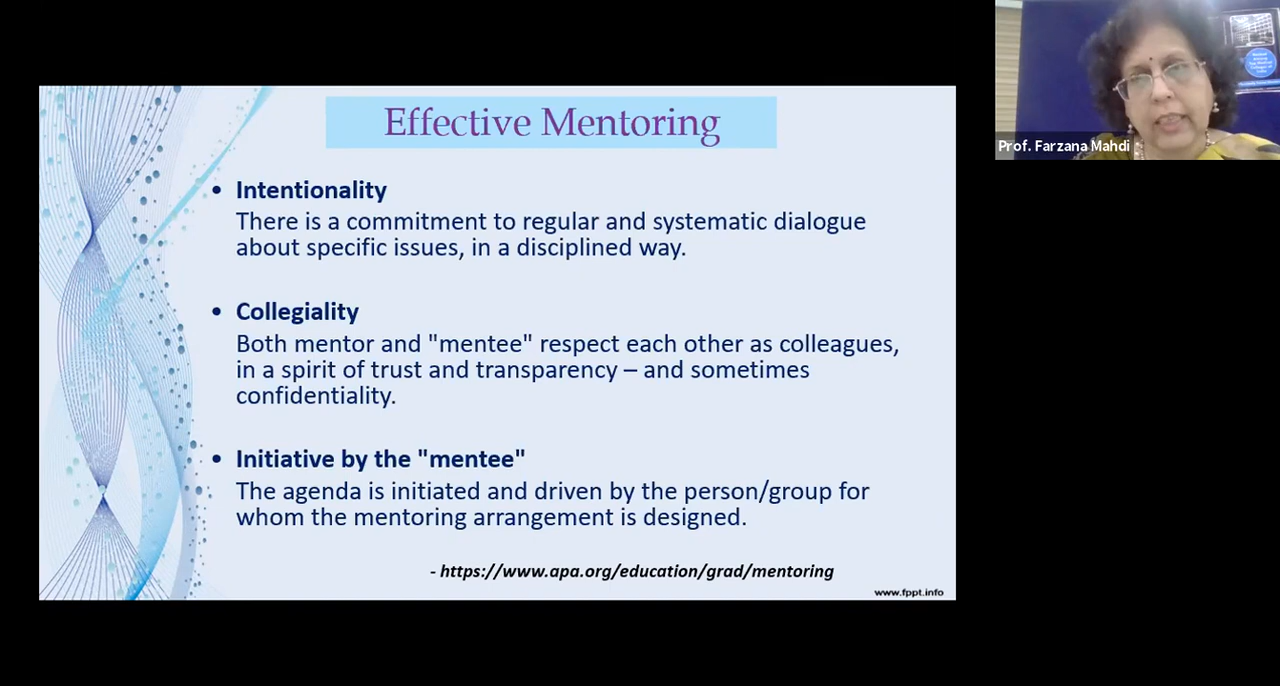 Effective Mentoring
• Intentionality
There is a commitment to regular and systematic dialogue
about specific issues, in a disciplined way.
• Collegiality
Both mentor and "mentee" respect each other as colleagues,
in a spirit of trust and transparency – and sometimes
confidentiality.
• Initiative by the "mentee"
The agenda is initiated and driven by the person/group for
whom the mentoring arrangement is designed.
- https://www.apa.org/education/grad/mentoring
www.fppt.info
Prof. Farzana Mahdi